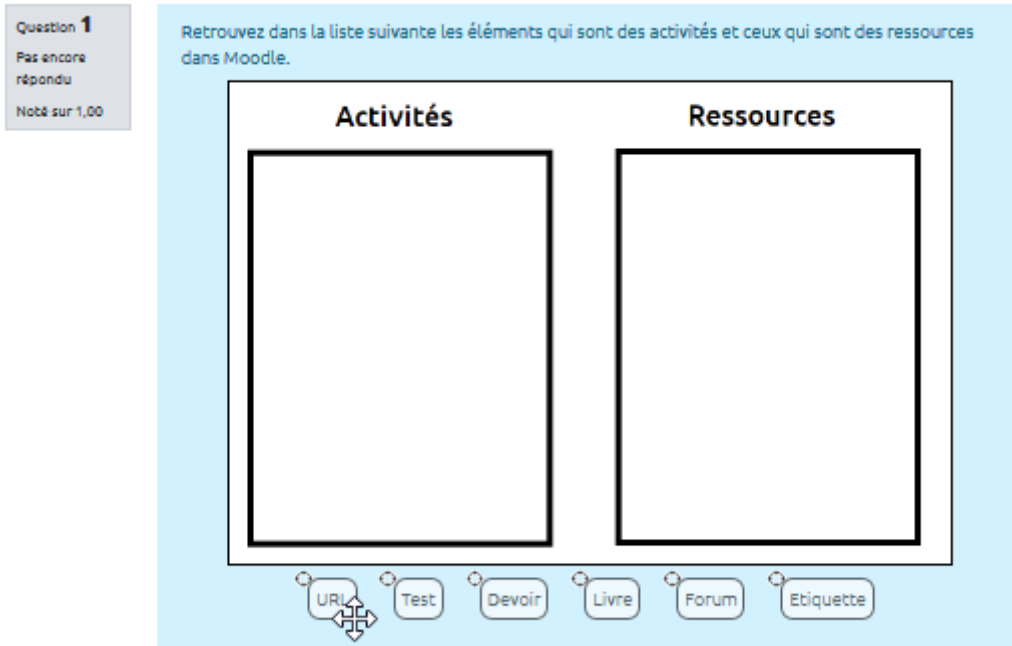 Question 1
Pas encore
répondu
Noté sur 1,00
Retrouvez dans la liste suivante les éléments qui sont des activités et ceux qui sont des ressources
dans Moodle.
Activités Ressources
URL Test Devoir Livre Forum Etiquette